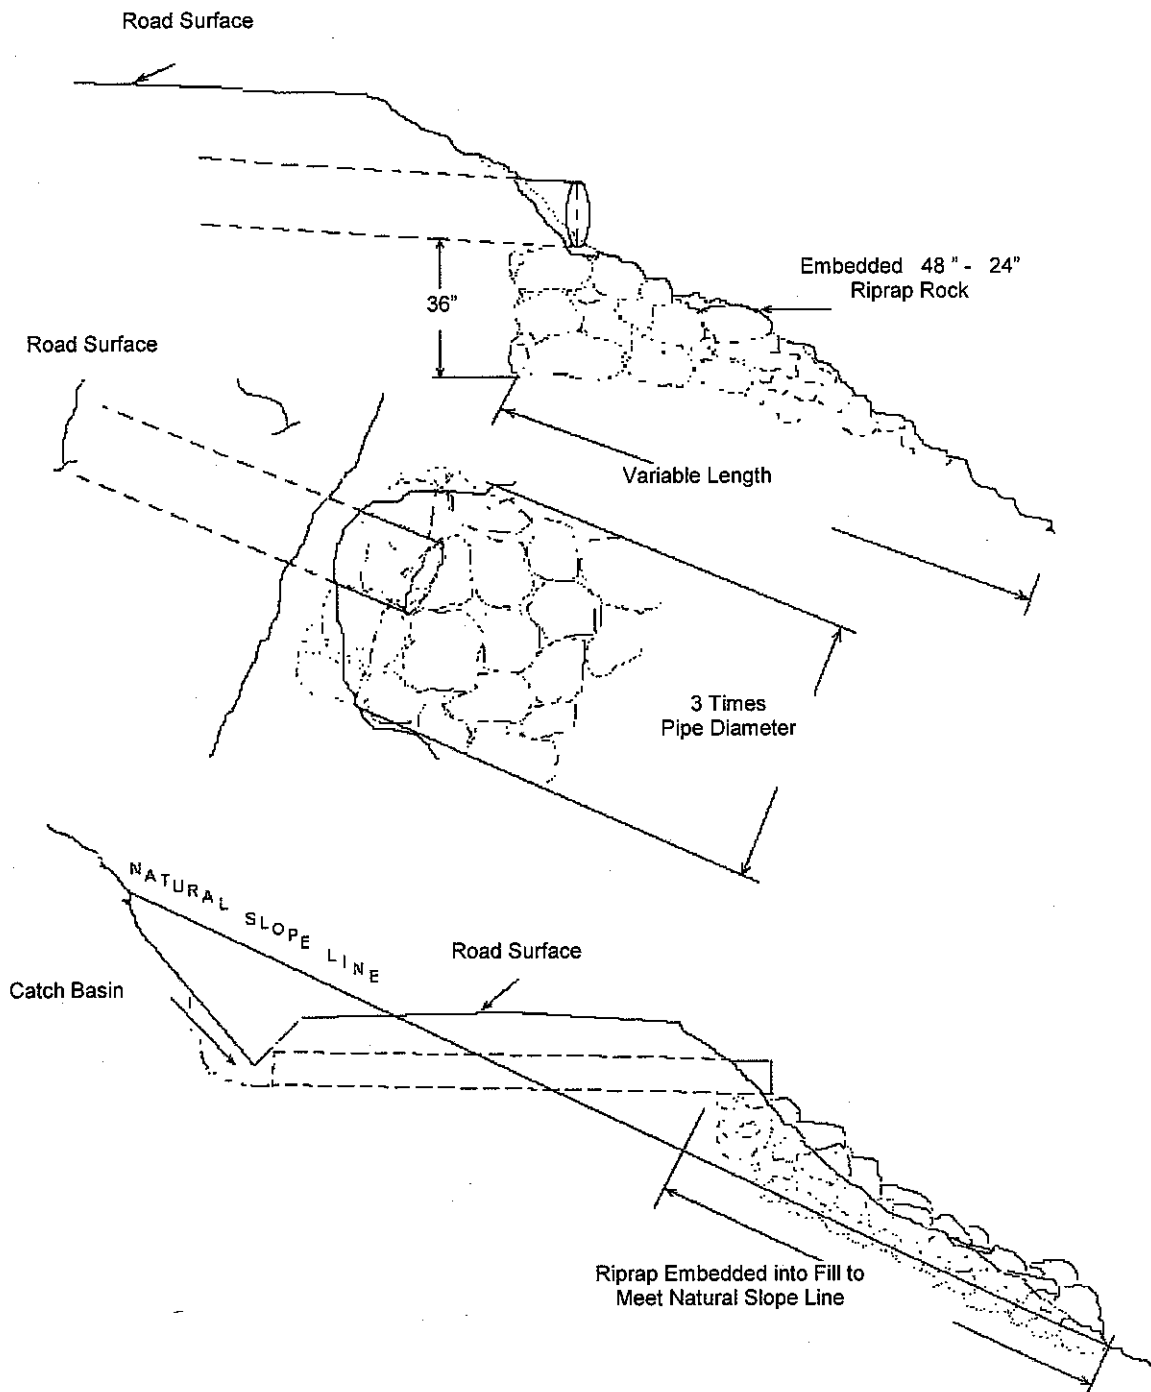 Road Surface
Embedded 48" - 24"
Riprap Rock
36"
Road Surface
Variable Length
3 Times
Pipe Diameter
NATURAL SLOPE LINE
Road Surface
Catch Basin
Riprap Embedded into Fill to
Meet Natural Slope Line